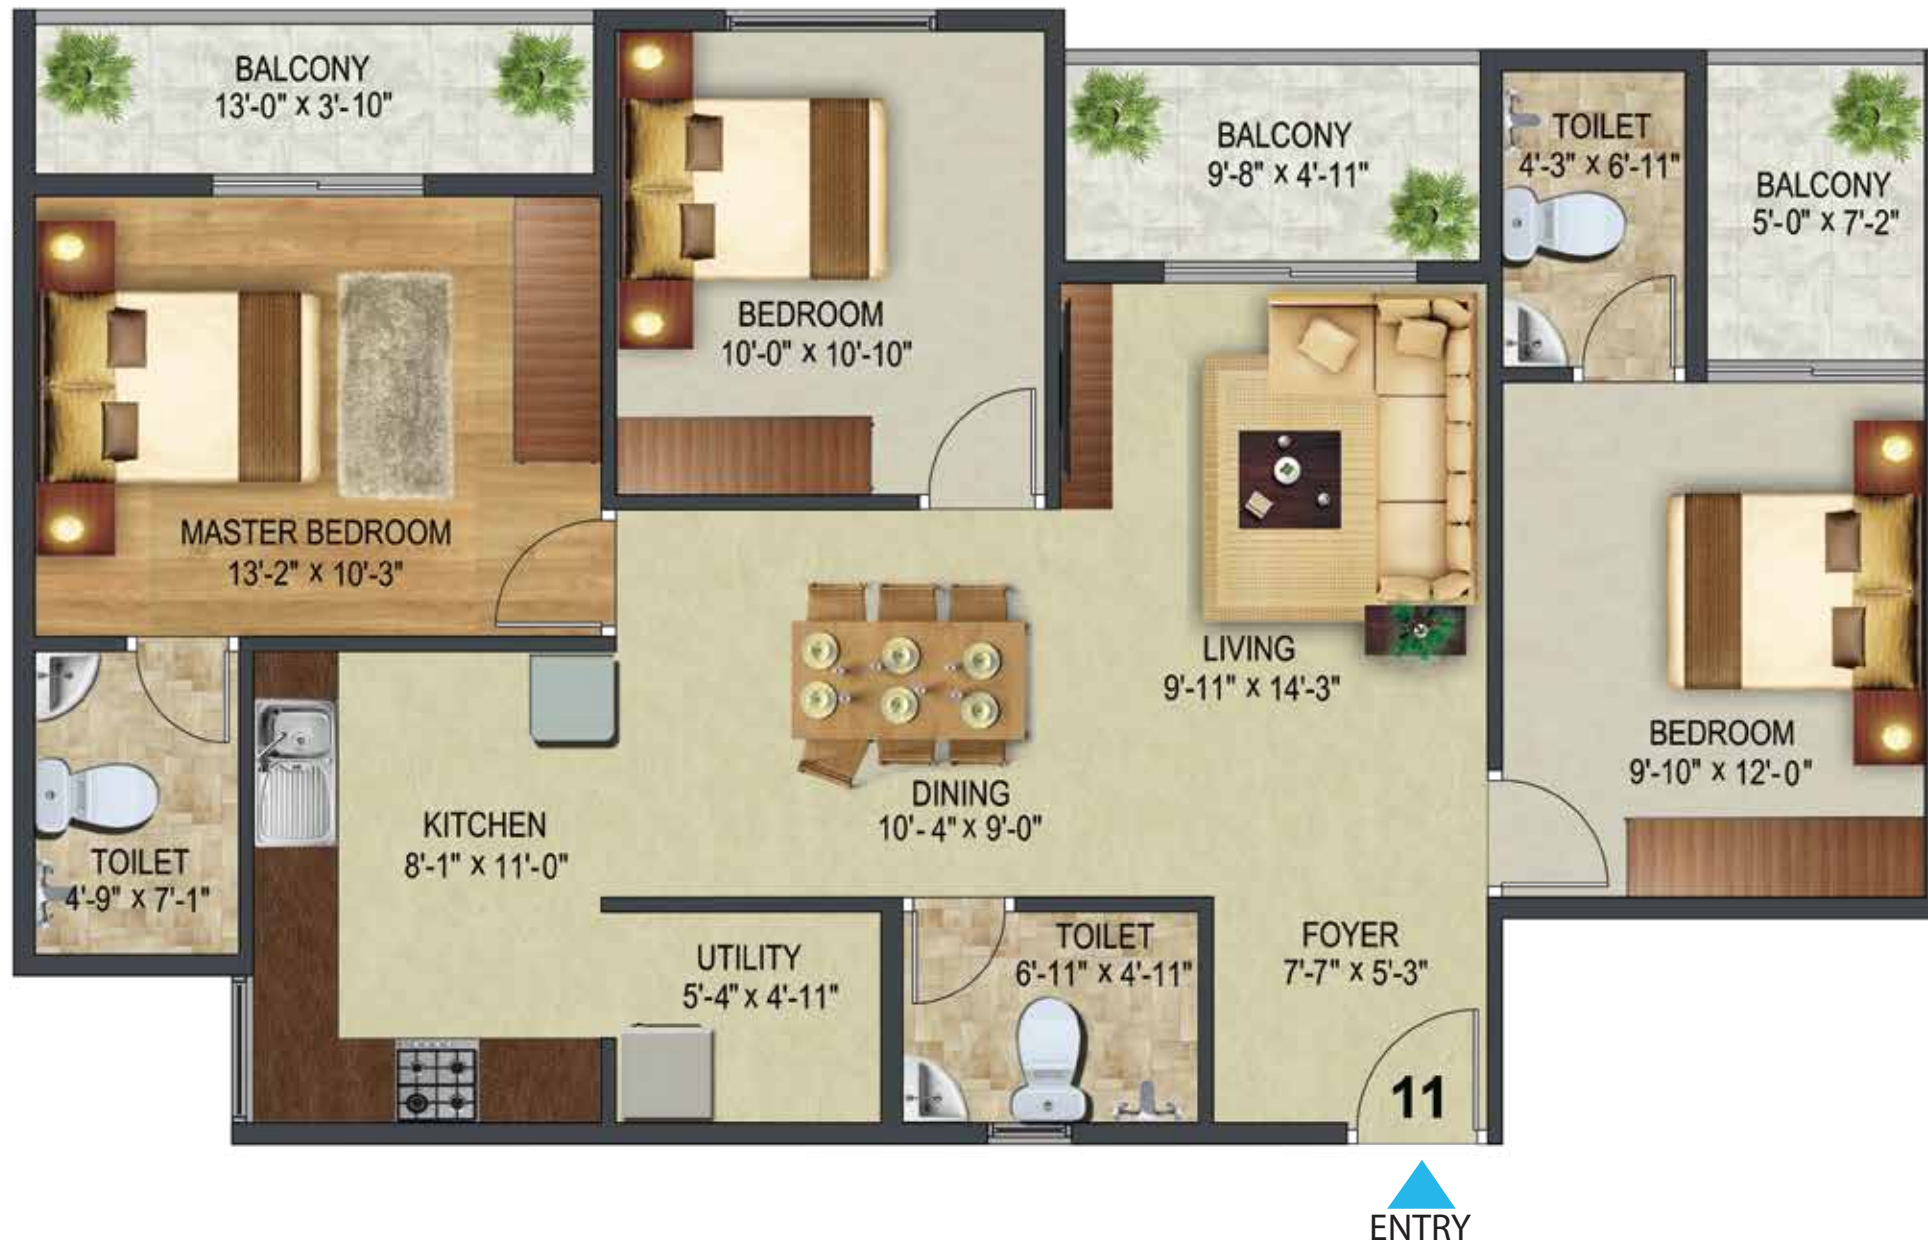 BALCONY
13'-0" x 3'-10"
BALCONY
9'-8" x 4'-11"
TOILET
4'-3" x 6'-11"
BALCONY
5'-0" x 7'-2"
BEDROOM
10'-0" x 10'-10"
MASTER BEDROOM
13'-2" x 10'-3"
LIVING
9'-11" x 14'-3"
BEDROOM
9'-10" x 12'-0"
DINING
10'- 4" x 9'-0"
KITCHEN
8'-1" x 11'-0"
TOILET
4'-9" x 7'-1"
UTILITY
5'-4" x 4'-11"
TOILET
6'-11" x 4'-11"
FOYER
7'-7" x 5'-3"
11
ENTRY